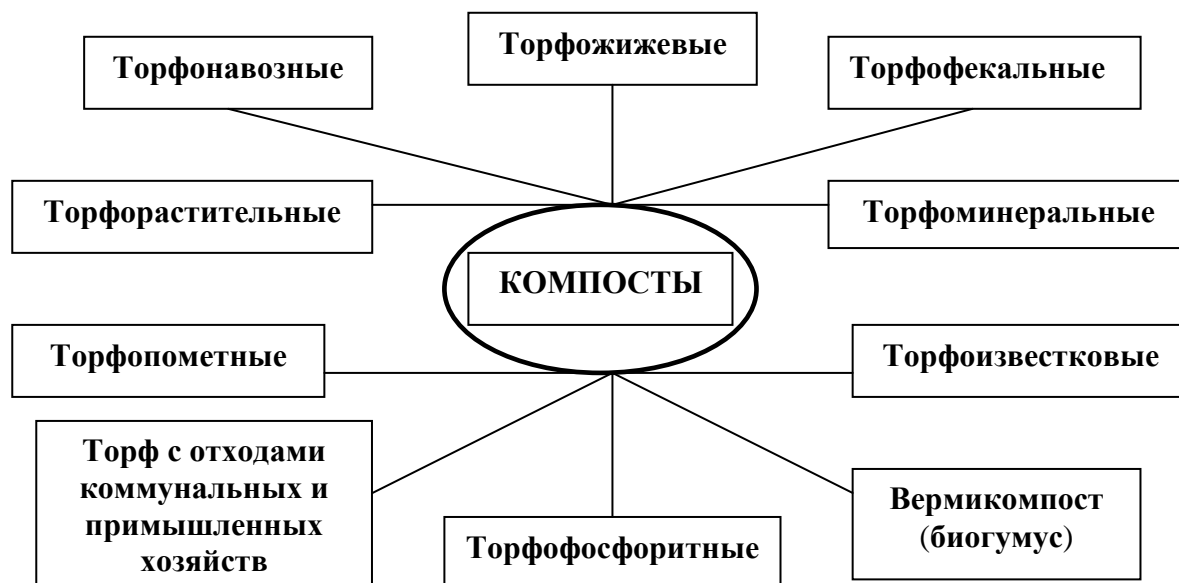 Торфожижевые
Торфонавозные
Торфофекальные
Торфорастительные
Торфоминеральные
КОМПОСТЫ
Торфопометные
Торфоизвестковые
Торф с отходами
коммунальных и
примышленных
хозяйств
Торфофосфоритные
Вермикомпост
(биогумус)